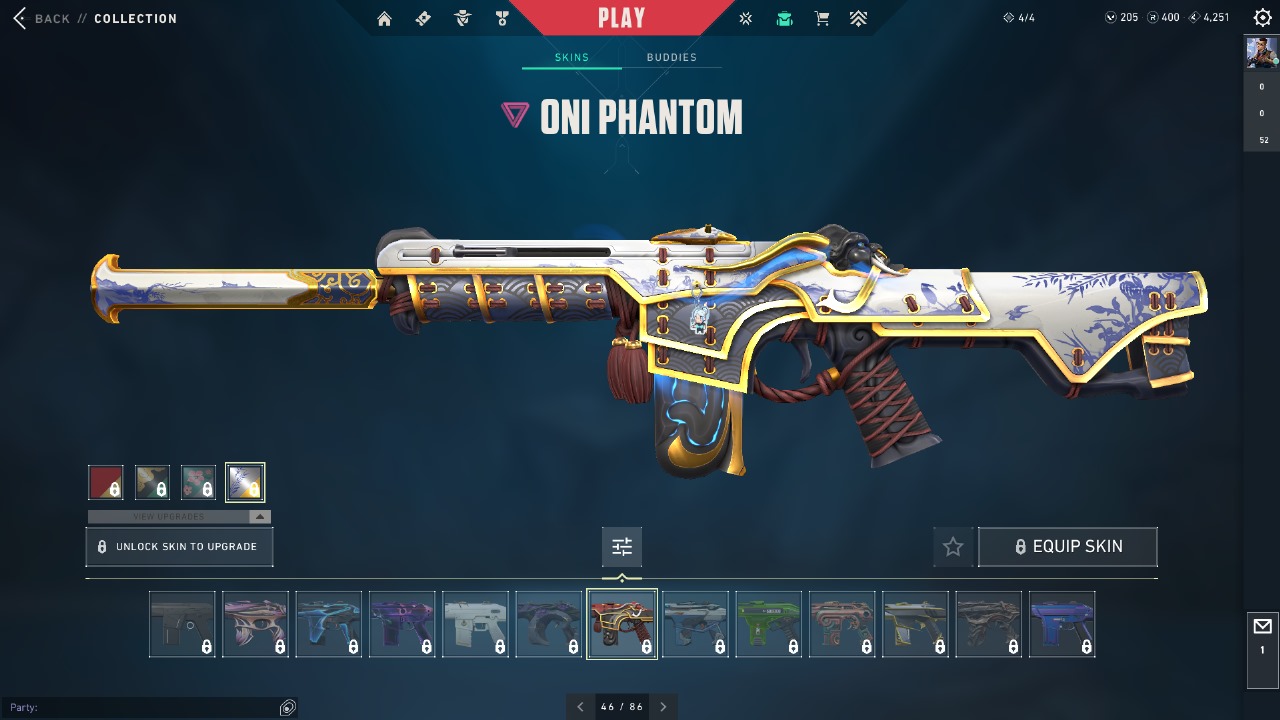 BACK // COLLECTION
PLAY
4/4
205
400
4,251
SKINS
BUDDIES
ONI PHANTOM
0
0
52
VIEW UPGRADES
UNLOCK SKIN TO UPGRADE
EQUIP SKIN
1
Party:
46 / 86